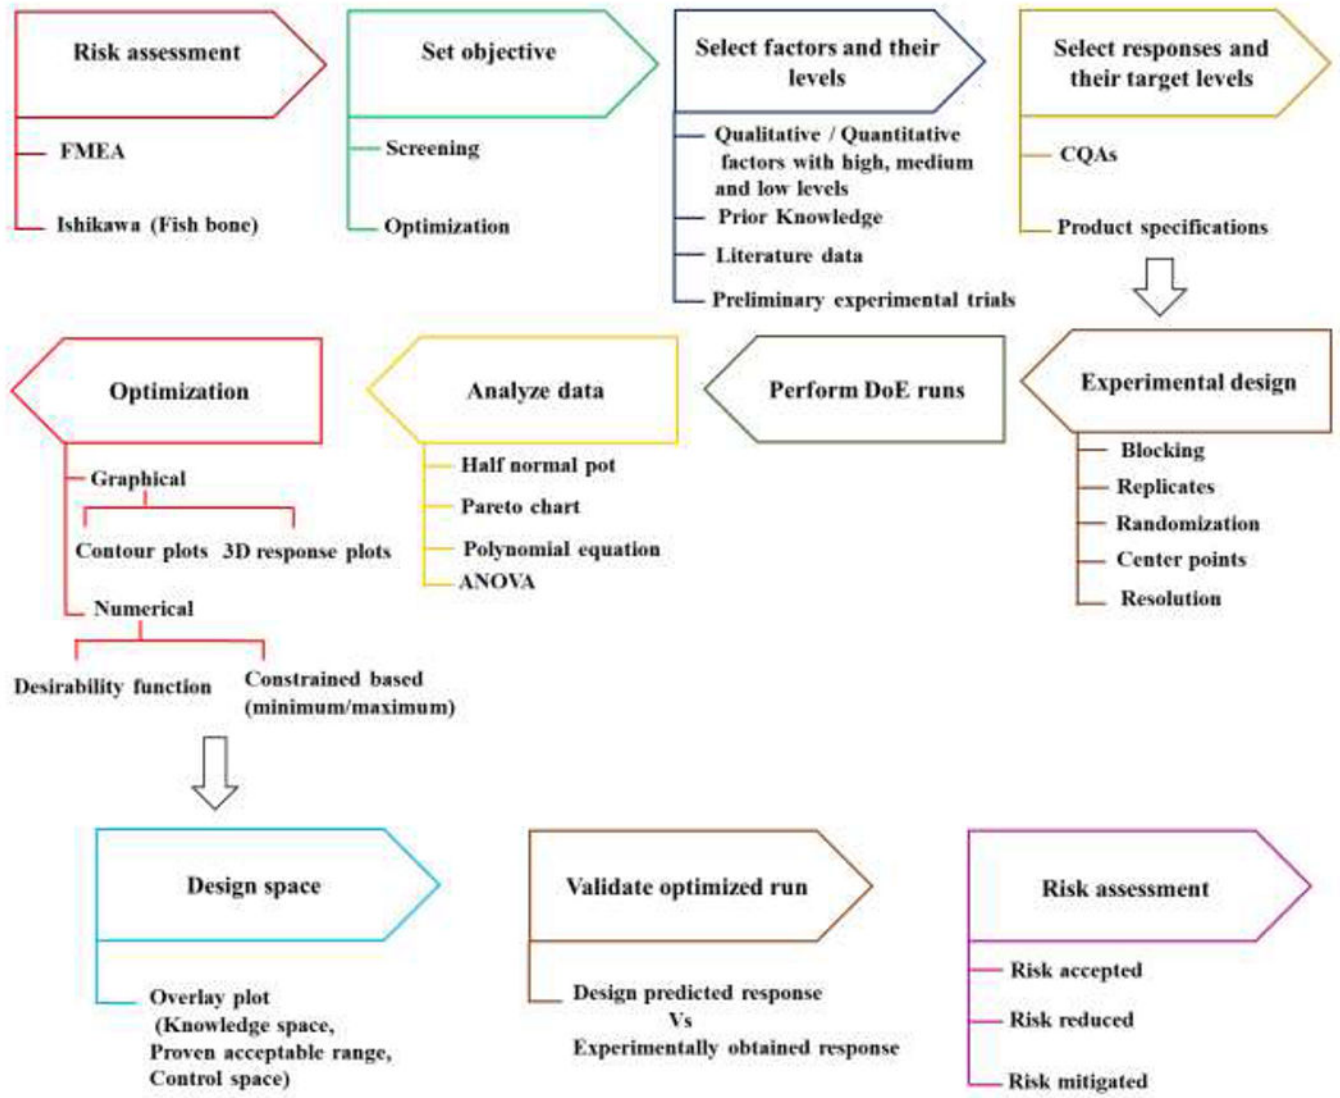 Risk assessment
FMEA
Ishikawa (Fish bone)
Set objective
Screening
Optimization
Select factors and their
levels
Qualitative / Quantitative
factors with high, medium
and low levels
Prior Knowledge
Literature data
Preliminary experimental trials
Select responses and
their target levels
CQAs
Product specifications
Experimental design
Blocking
Replicates
Randomization
Center points
Resolution
Perform DoE runs
Analyze data
Half normal pot
Pareto chart
Polynomial equation
ANOVA
Optimization
Graphical
Contour plots
3D response plots
Numerical
Desirability function
Constrained based
(minimum/maximum)
Design space
Overlay plot
(Knowledge space,
Proven acceptable range,
Control space)
Validate optimized run
Design predicted response
Vs
Experimentally obtained response
Risk assessment
Risk accepted
Risk reduced
Risk mitigated